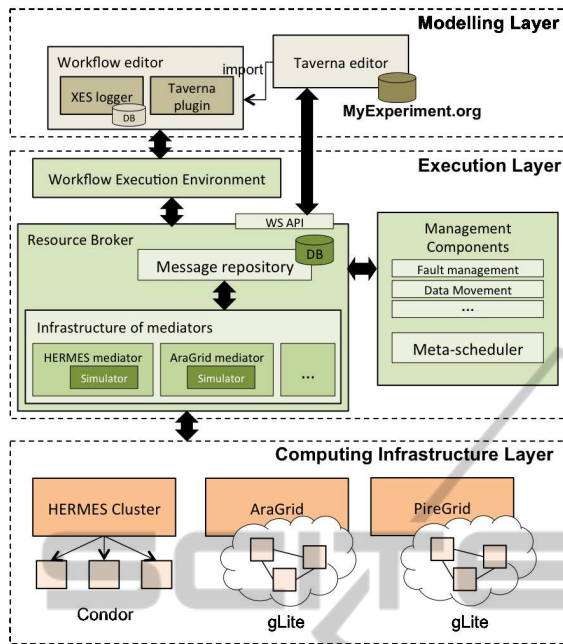 Modelling Layer
Workflow editor
XES logger
DB
Taverna
plugin
import
Taverna editor
MyExperiment.org
Execution Layer
Workflow Execution Environment
WS API
Resource Broker
DB
Message repository
Infrastructure of mediators
HERMES mediator
Simulator
AraGrid mediator
Simulator
...
Management
Components
Fault management
Data Movement
...
Meta-scheduler
Computing Infrastructure Layer
HERMES Cluster
AraGrid
PireGrid
Condor
gLite
gLite
SCITE